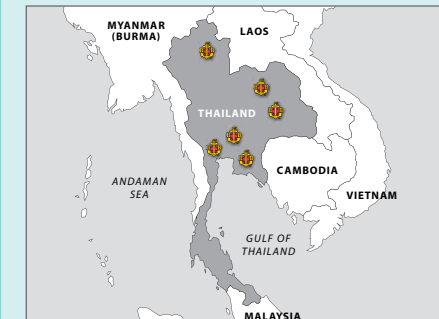 MYANMAR
(BURMA)
LAOS
THAILAND
CAMBODIA
VIETNAM
ANDAMAN
SEA
GULF OF
THAILAND
MALAYSIA